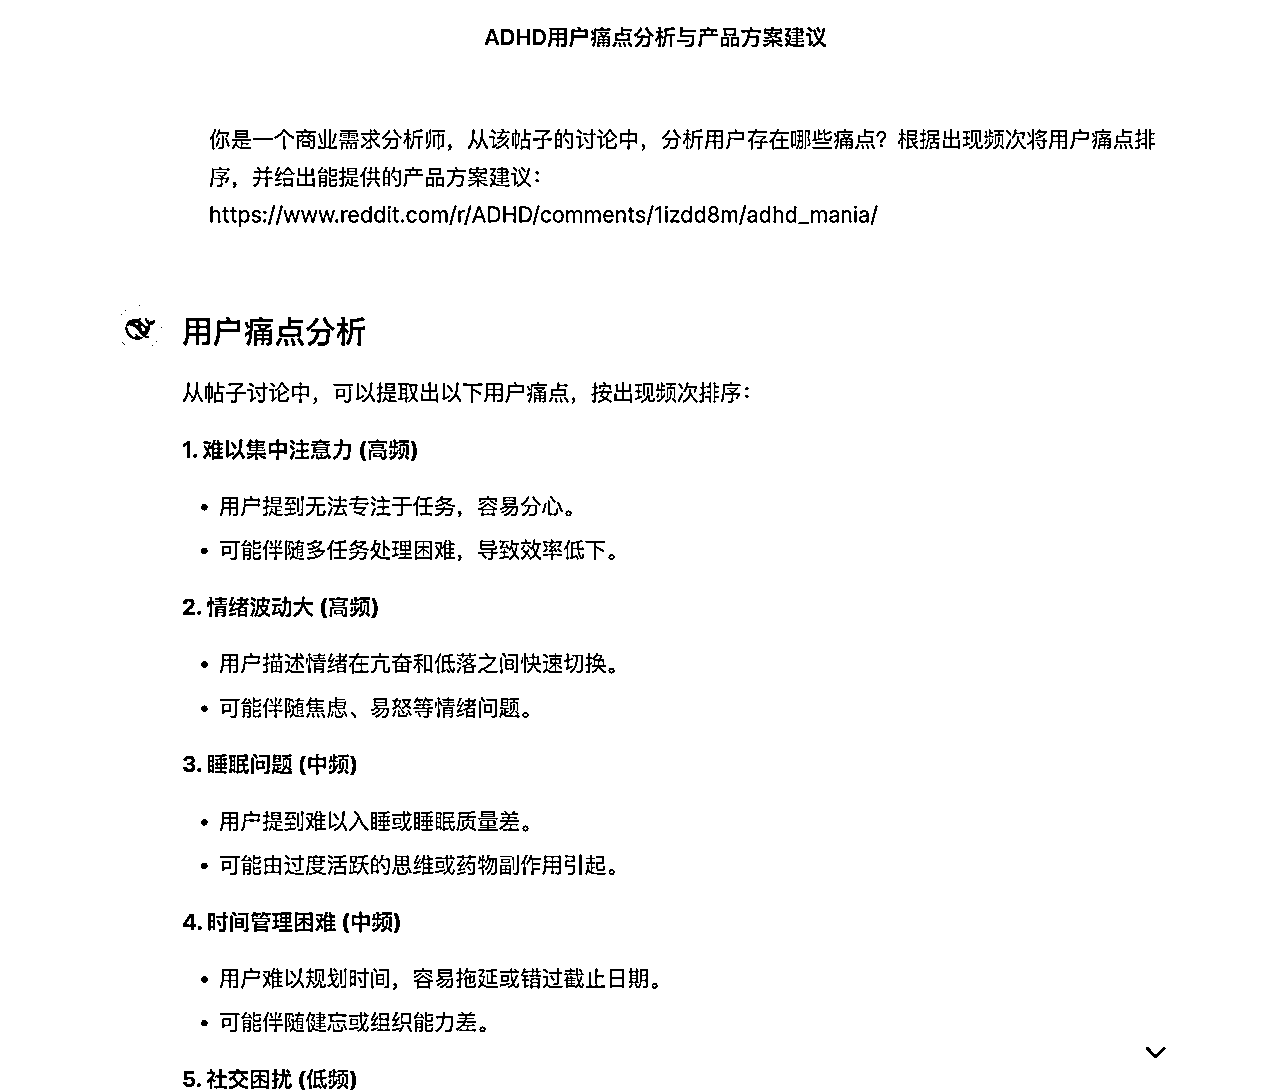 ADHD用户痛点分析与产品方案建议
你是一个商业需求分析师，从该帖子的讨论中，分析用户存在哪些痛点？根据出现频次将用户痛点排
序，并给出能提供的产品方案建议：
https://www.reddit.com/r/ADHD/comments/1izdd8m/adhd_mania/
用户痛点分析
从帖子讨论中，可以提取出以下用户痛点，按出现频次排序：
1. 难以集中注意力 (高频)
• 用户提到无法专注于任务，容易分心。
• 可能伴随多任务处理困难，导致效率低下。
2. 情绪波动大 (高频)
• 用户描述情绪在亢奋和低落之间快速切换。
• 可能伴随焦虑、易怒等情绪问题。
3. 睡眠问题 (中频)
• 用户提到难以入睡或睡眠质量差。
• 可能由过度活跃的思维或药物副作用引起。
4. 时间管理困难 (中频)
• 用户难以规划时间，容易拖延或错过截止日期。
• 可能伴随健忘或组织能力差。
5. 社交困扰 (低频)